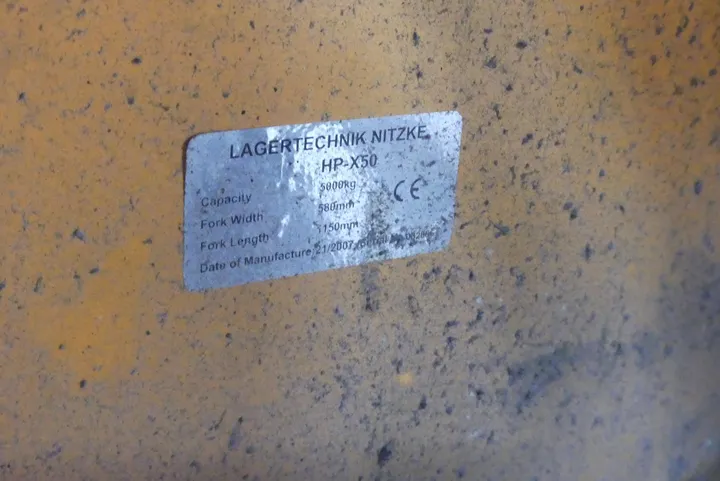 LAGERTECHNIK NITZKE
HP-X50
Capacity 5000kg
Fork Width 580mm
Fork Length 1150mm
Date of Manufacture 21/2007
CE